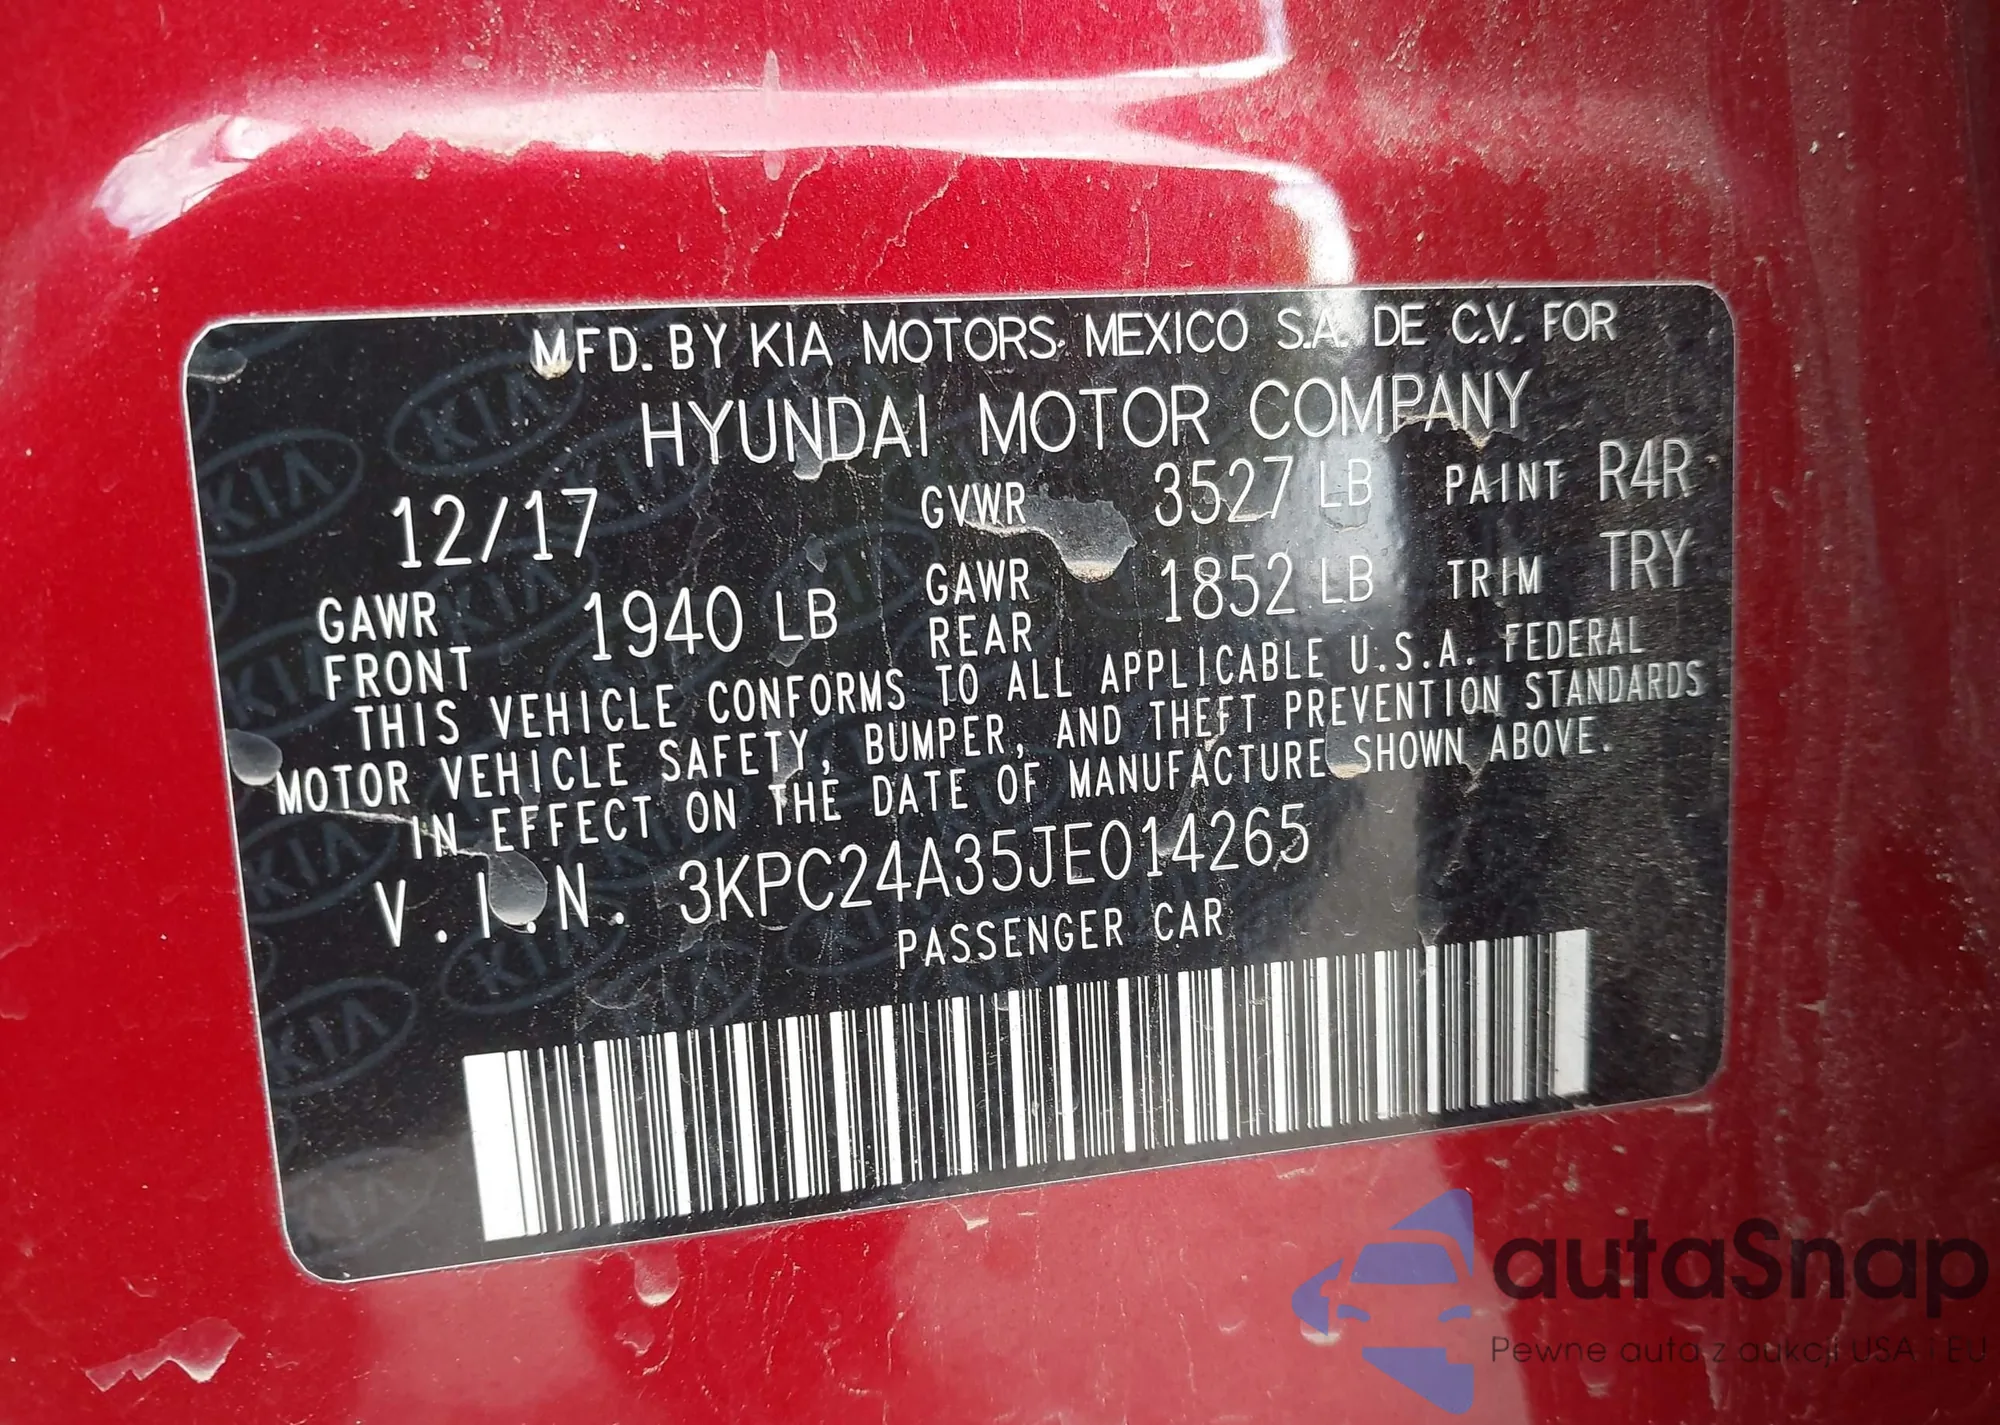 MFD. BY KIA MOTORS MEXICO S.A. DE C.V. FOR
HYUNDAI MOTOR COMPANY
12/17 GVWR 3527 LB PAINT R4R
GAWR FRONT 1940 LB GAWR REAR 1852 LB TRIM TRY
THIS VEHICLE CONFORMS TO ALL APPLICABLE U.S.A. FEDERAL
MOTOR VEHICLE SAFETY, BUMPER, AND THEFT PREVENTION STANDARDS
IN EFFECT ON THE DATE OF MANUFACTURE SHOWN ABOVE.
V.I.N. 3KPC24A35JE014265
PASSENGER CAR
autaSnap
Pewne auta z aukcji USA i EU